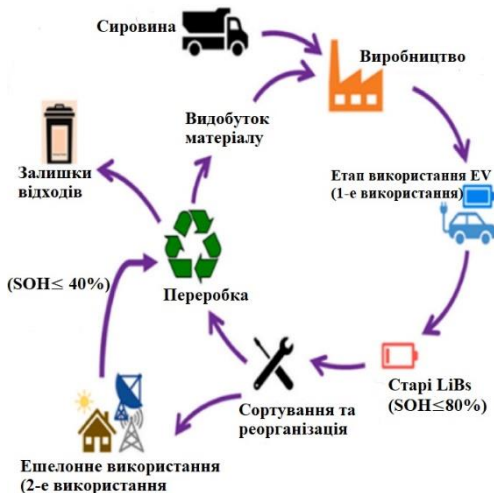 Сировина
Виробництво
Видобуток
матеріалу
Залишки
відходів
Етап використання EV
(1-е використання)
(SOH≤ 40%)
Переробка
Старі LiBs
(SOH≤80%)
Сортування та
реорганізація
Ешелонне використання
(2-е використання